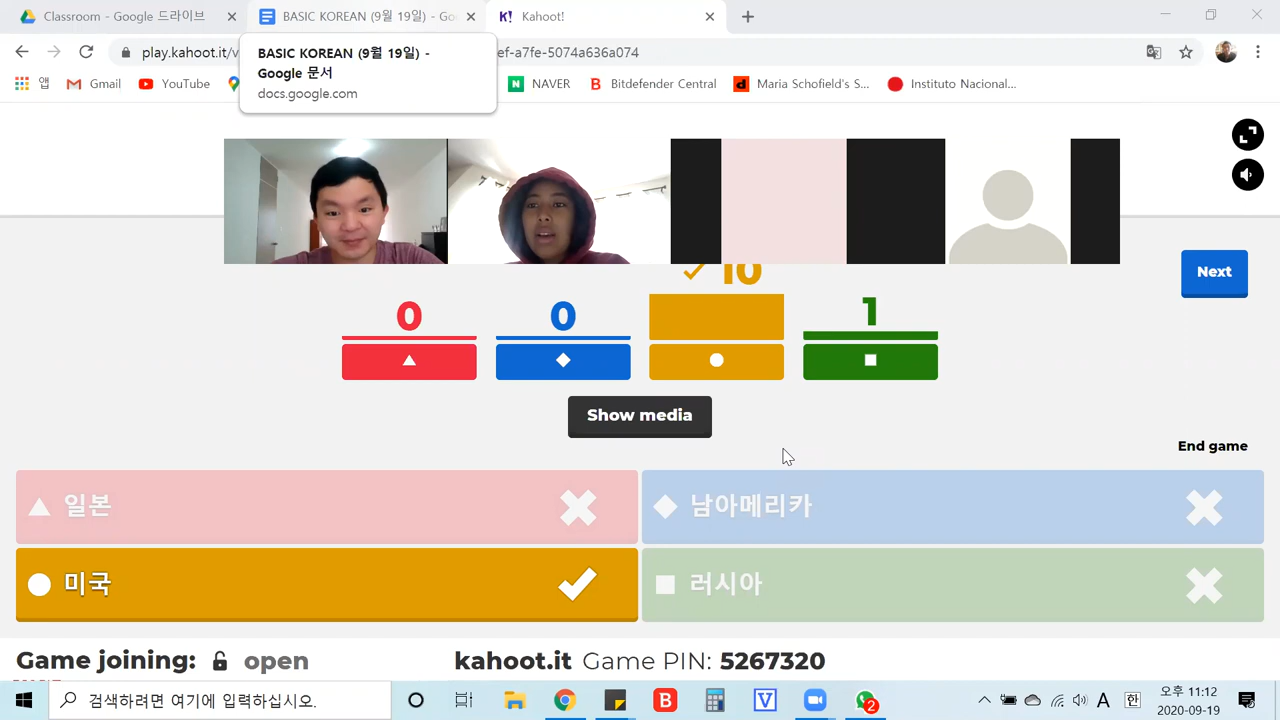 Classroom - Google 드라이브
BASIC KOREAN (9월 19일) - Go
K! Kahoot!
play.kahoot.it/v
ef-a7fe-5074a636a074
BASIC KOREAN (9월 19일) -
Google 문서
docs.google.com
앱
Gmail
YouTube
N NAVER
B Bitdefender Central
d Maria Schofield's S...
Instituto Nacional...
10
0
0
1
Next
Show media
End game
일본
남아메리카
미국
러시아
Game joining: open
kahoot.it Game PIN: 5267320
검색하려면 여기에 입력하십시오.
B
V
2
A
한
오후 11:12
2020-09-19